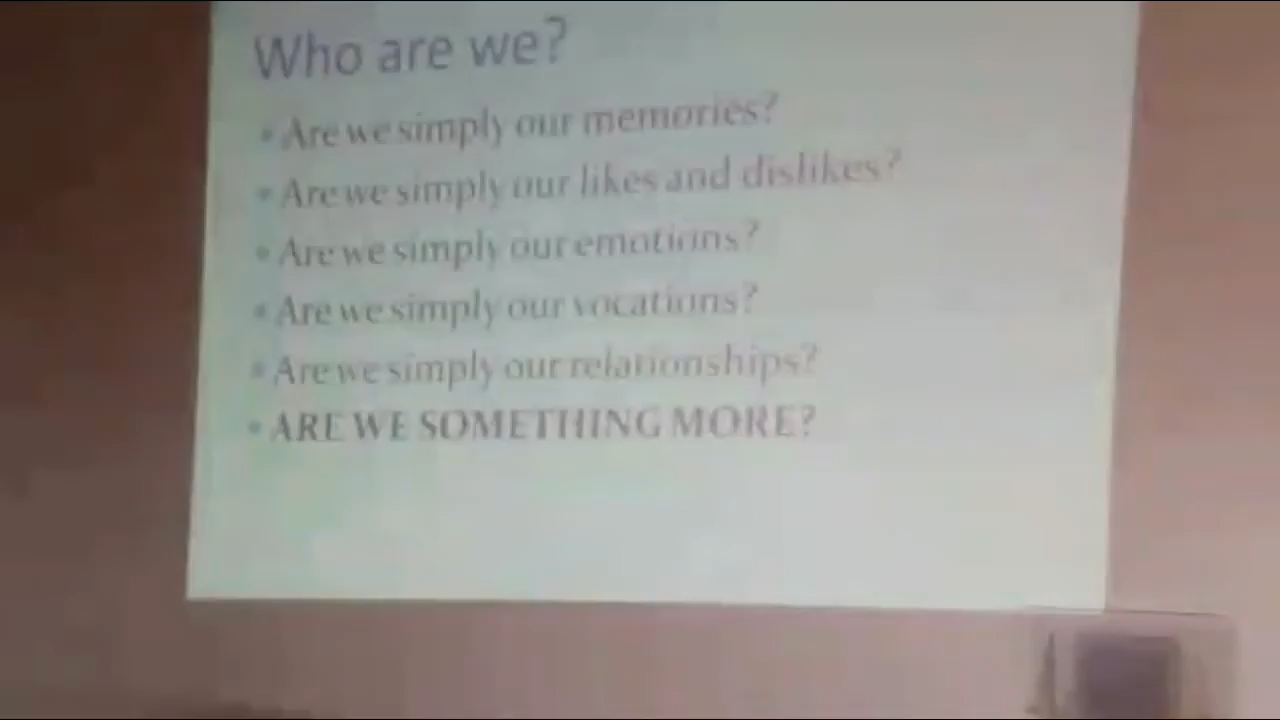 Who are we?
• Are we simply our memories?
• Are we simply our likes and dislikes?
• Are we simply our emotions?
• Are we simply our vocations?
• Are we simply our relationships?
• ARE WE SOMETHING MORE?